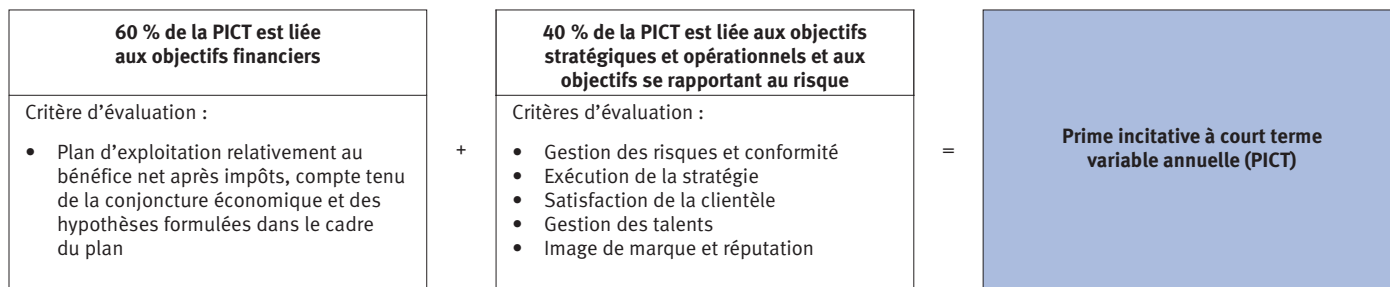 60 % de la PICT est liée
aux objectifs financiers
Critère d'évaluation :
• Plan d'exploitation relativement au
bénéfice net après impôts, compte tenu
de la conjoncture économique et des
hypothèses formulées dans le cadre
du plan
+
40 % de la PICT est liée aux objectifs
stratégiques et opérationnels et aux
objectifs se rapportant au risque
Critères d'évaluation :
• Gestion des risques et conformité
• Exécution de la stratégie
• Satisfaction de la clientèle
• Gestion des talents
• Image de marque et réputation
=
Prime incitative à court terme
variable annuelle (PICT)